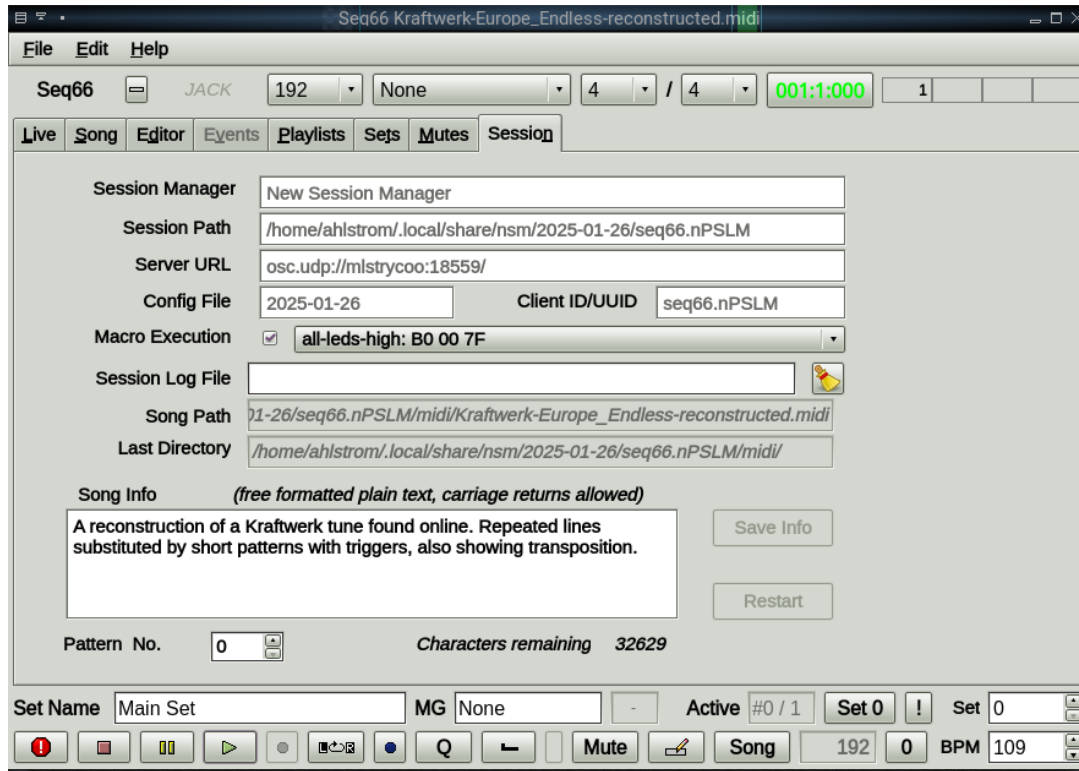 Seq66 Kraftwerk-Europe_Endless-reconstructed.midi
File Edit Help
Seq66 JACK 192 None 4 / 4 001:1:000 1
Live Song Editor Events Playlists Sets Mutes Session
Session Manager New Session Manager
Session Path /home/ahlstrom/.local/share/nsm/2025-01-26/seq66.nPSLM
Server URL osc.udp://mlstrycoo:18559/
Config File 2025-01-26 Client ID/UUID seq66.nPSLM
Macro Execution all-leds-high: B0 00 7F
Session Log File
Song Path 01-26/seq66.nPSLM/midi/Kraftwerk-Europe_Endless-reconstructed.midi
Last Directory /home/ahlstrom/.local/share/nsm/2025-01-26/seq66.nPSLM/midi/
Song Info (free formatted plain text, carriage returns allowed)
A reconstruction of a Kraftwerk tune found online. Repeated lines
substituted by short patterns with triggers, also showing transposition.
Save Info
Restart
Pattern No. 0 Characters remaining 32629
Set Name Main Set MG None - Active #0 / 1 Set 0 ! Set 0
Q Mute Song 192 0 BPM 109